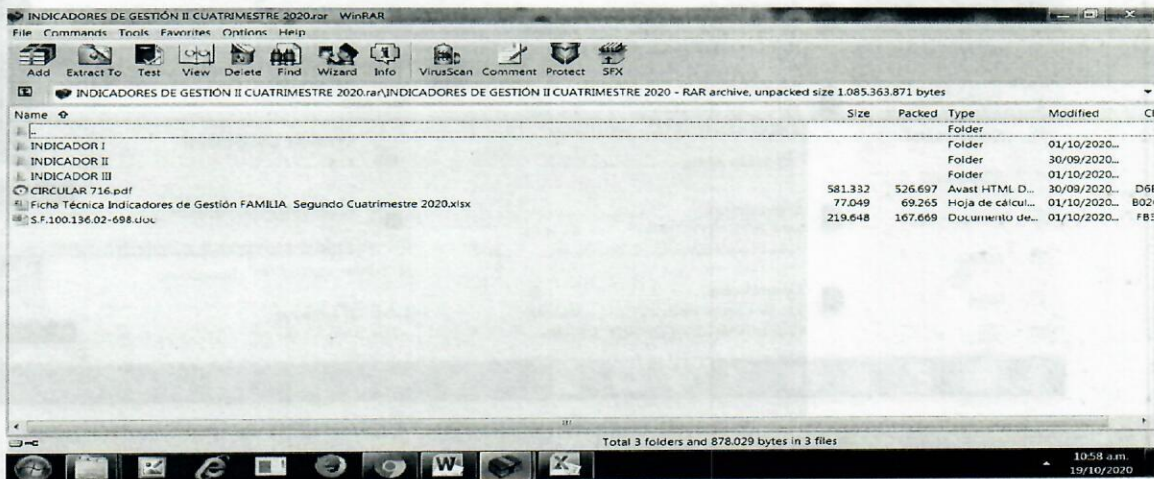 INDICADORES DE GESTIÓN II CUATRIMESTRE 2020.rar WinRAR
File Commands Tools Favorites Options Help
Add Extract To Test View Delete Find Wizard Info VirusScan Comment Protect SFX
INDICADORES DE GESTIÓN II CUATRIMESTRE 2020.rar\INDICADORES DE GESTIÓN II CUATRIMESTRE 2020 - RAR archive, unpacked size 1.085.363.871 bytes
Name Size Packed Type Modified
.. Folder
INDICADOR I Folder 01/10/2020...
INDICADOR II Folder 30/09/2020...
INDICADOR III Folder 01/10/2020...
CIRCULAR 716.pdf 581.332 526.697 Avast HTML D... 30/09/2020...
Ficha Técnica Indicadores de Gestión FAMILIA Segundo Cuatrimestre 2020.xlsx 77.049 69.265 Hoja de cálcul... 01/10/2020...
S.F.100.136.02-698.doc 219.648 167.669 Documento de... 01/10/2020...
Total 3 folders and 878.029 bytes in 3 files
10:58 a.m.
19/10/2020